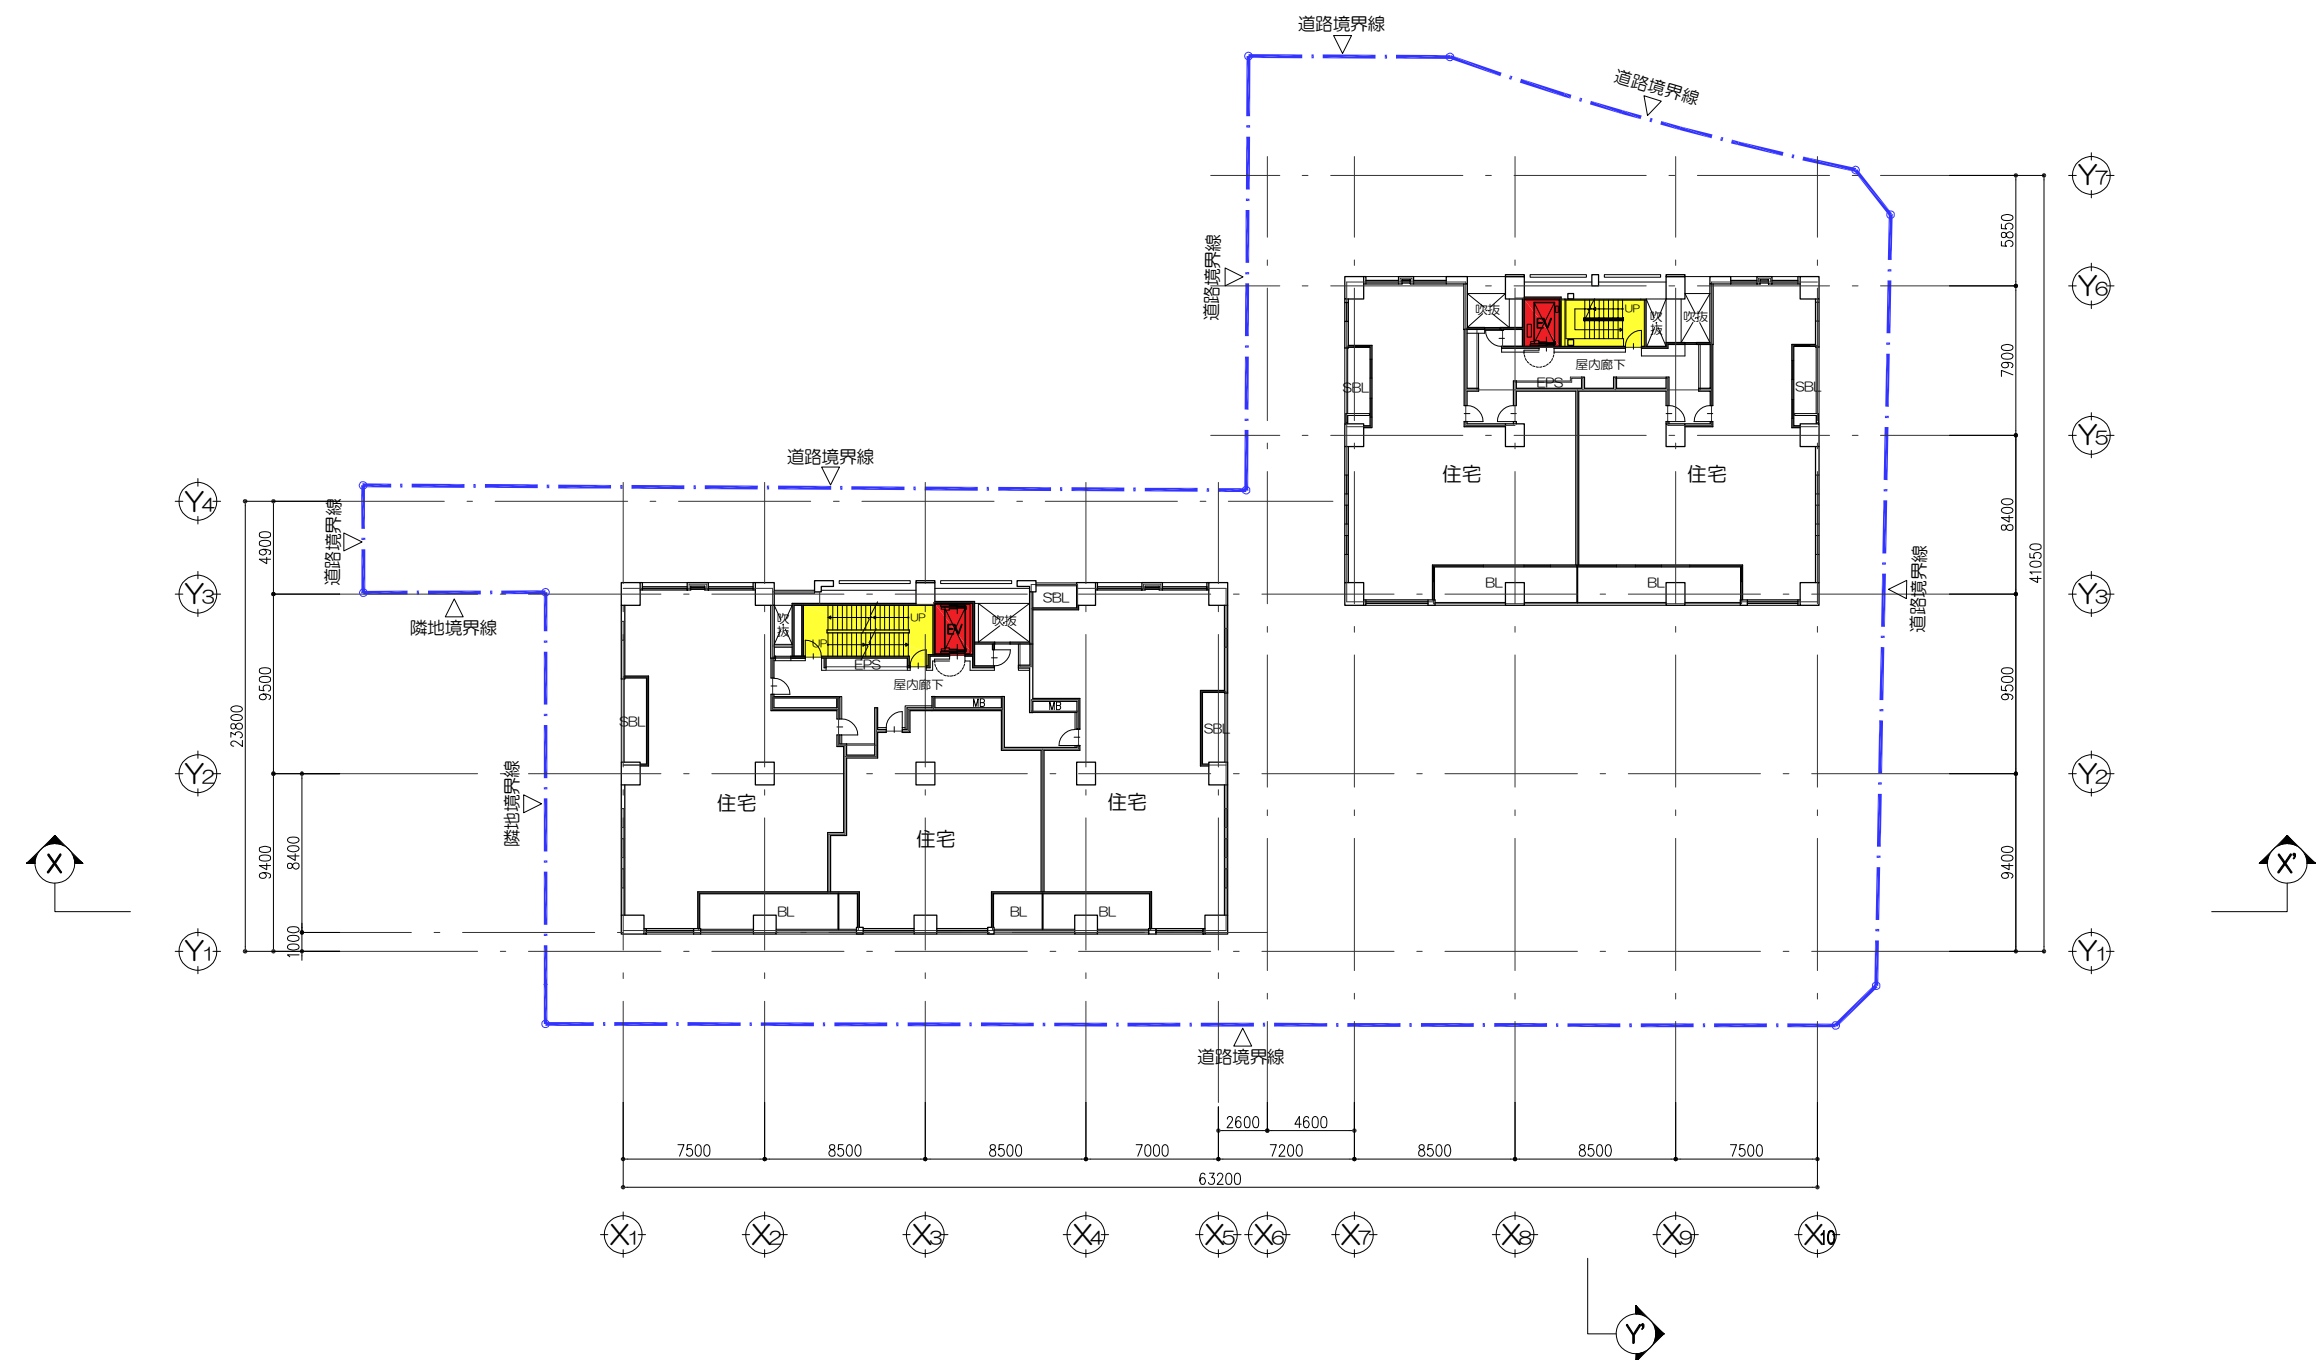 道路境界線
道路境界線
Y7
5850
道路境界線
Y6
吹抜
EV
UP
吹抜
吹抜
7900
屋内廊下
EPS
SBL
SBL
Y5
道路境界線
住宅
住宅
Y4
道路境界線
4900
8400
41050
BL
BL
道路境界線
Y3
Y3
SBL
隣地境界線
吹抜
UP
UP
EV
吹抜
EPS
屋内廊下
9500
9500
MB
MB
23800
SBL
SBL
Y2
Y2
隣地境界線
住宅
住宅
住宅
X
9400
8400
9400
X'
BL
BL
BL
1000
Y1
Y1
道路境界線
2600
4600
7500
8500
8500
7000
7200
8500
8500
7500
63200
X1
X2
X3
X4
X5
X6
X7
X8
X9
X10
Y'